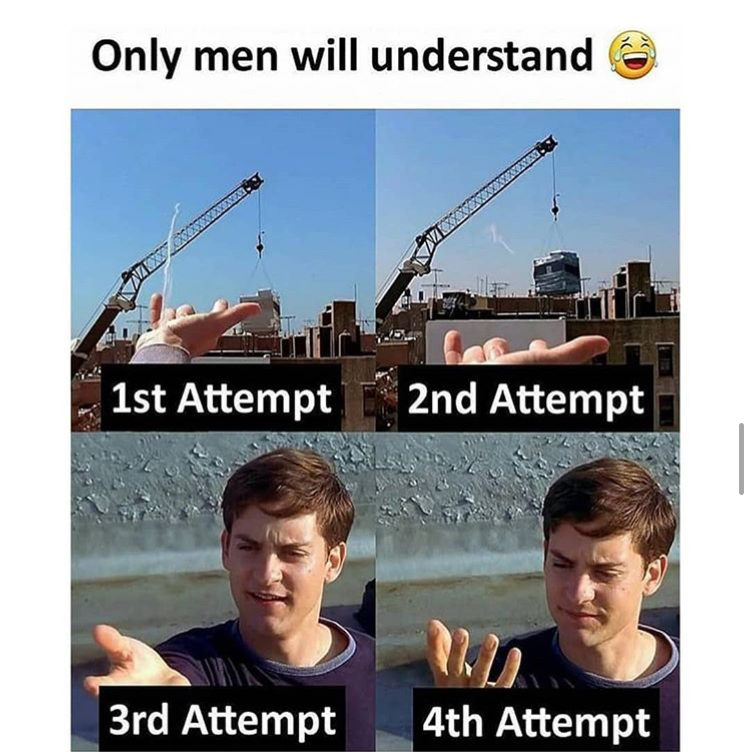 Only men will understand 😂
1st Attempt
2nd Attempt
3rd Attempt
4th Attempt